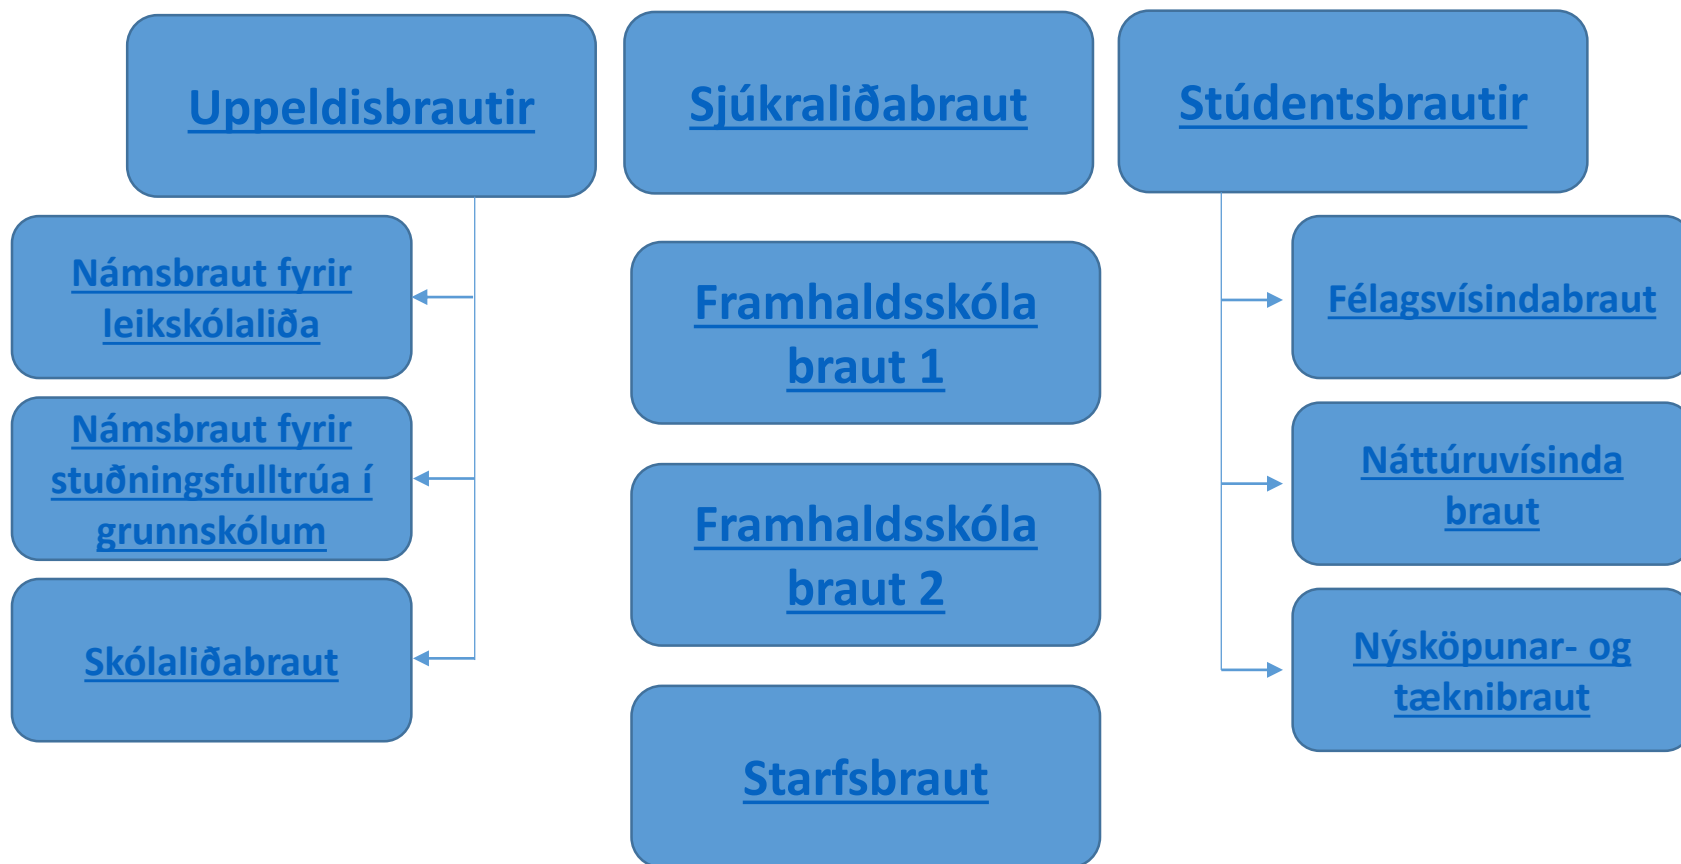 Uppeldisbrautir
Sjúkraliðabraut
Stúdentsbrautir
Námsbraut fyrir
leikskólaliða
Námsbraut fyrir
stuðningsfulltrúa í
grunnskólum
Skólaliðabraut
Framhaldsskóla
braut 1
Framhaldsskóla
braut 2
Starfsbraut
Félagsvísindabraut
Náttúruvísinda
braut
Nýsköpunar- og
tæknibraut